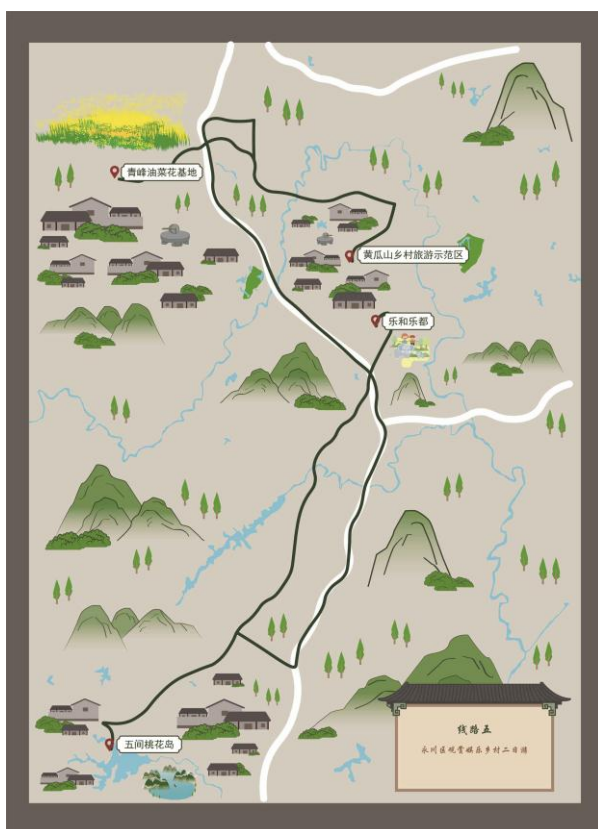 青峰油菜花基地
黄瓜山乡村旅游示范区
乐和乐都
五间桃花岛
线路五
永川区悦赏娱乐乡村二日游